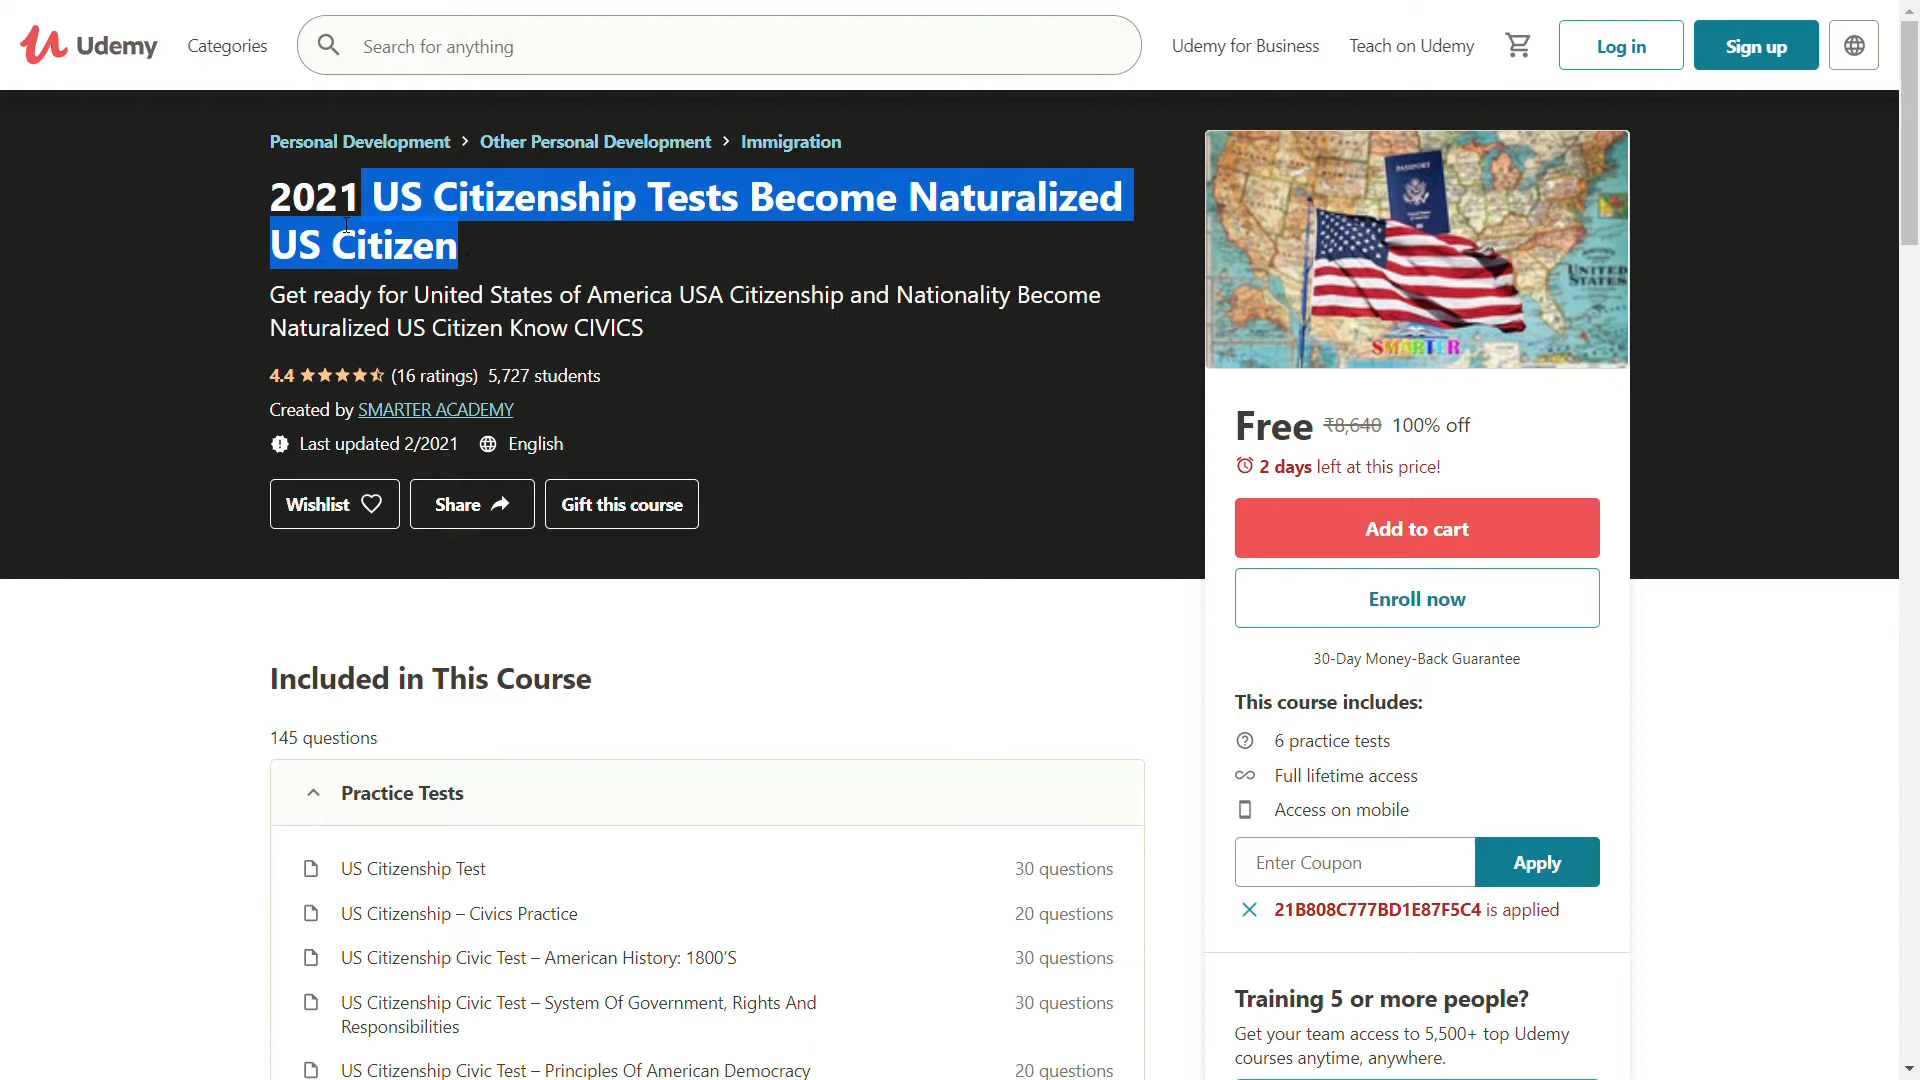 Udemy
Categories
Search for anything
Udemy for Business
Teach on Udemy
Log in
Sign up
Personal Development
Other Personal Development
Immigration
2021 US Citizenship Tests Become Naturalized
US Citizen
Get ready for United States of America USA Citizenship and Nationality Become
Naturalized US Citizen Know CIVICS
4.4 (16 ratings) 5,727 students
Created by SMARTER ACADEMY
Last updated 2/2021 English
Wishlist
Share
Gift this course
PASSPORT
UNITED
STATES
SMARTER
Free ₹8,640 100% off
2 days left at this price!
Add to cart
Enroll now
30-Day Money-Back Guarantee
This course includes:
6 practice tests
Full lifetime access
Access on mobile
Enter Coupon
Apply
21B808C777BD1E87F5C4 is applied
Training 5 or more people?
Get your team access to 5,500+ top Udemy
courses anytime, anywhere.
Included in This Course
145 questions
Practice Tests
US Citizenship Test 30 questions
US Citizenship – Civics Practice 20 questions
US Citizenship Civic Test – American History: 1800’S 30 questions
US Citizenship Civic Test – System Of Government, Rights And 30 questions
Responsibilities
US Citizenship Civic Test – Principles Of American Democracy 20 questions